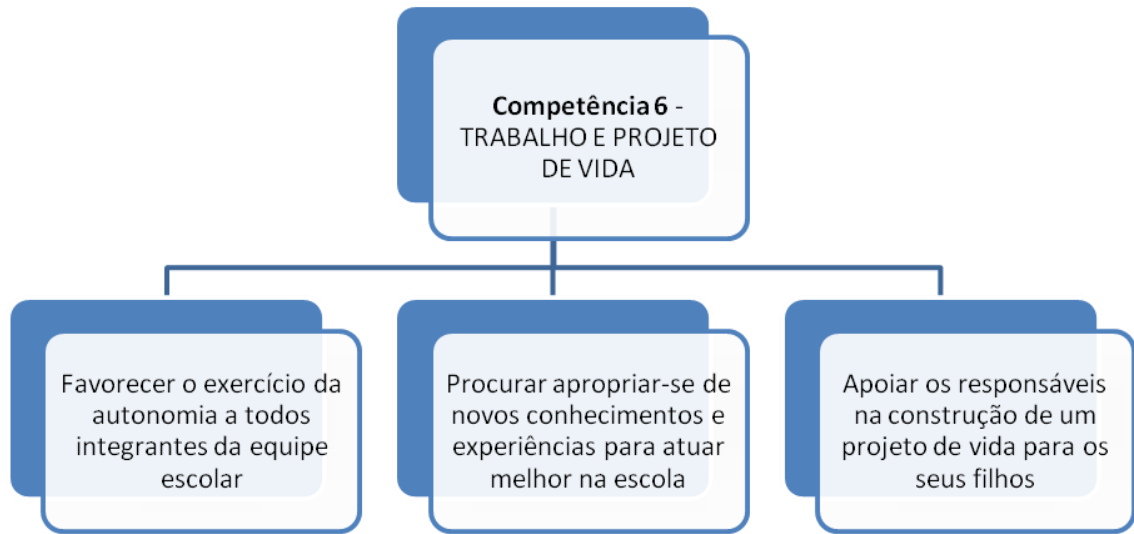 Competência 6 -
TRABALHO E PROJETO
DE VIDA
Favorecer o exercício da
autonomia a todos
integrantes da equipe
escolar
Procurar apropriar-se de
novos conhecimentos e
experiências para atuar
melhor na escola
Apoiar os responsáveis
na construção de um
projeto de vida para os
seus filhos